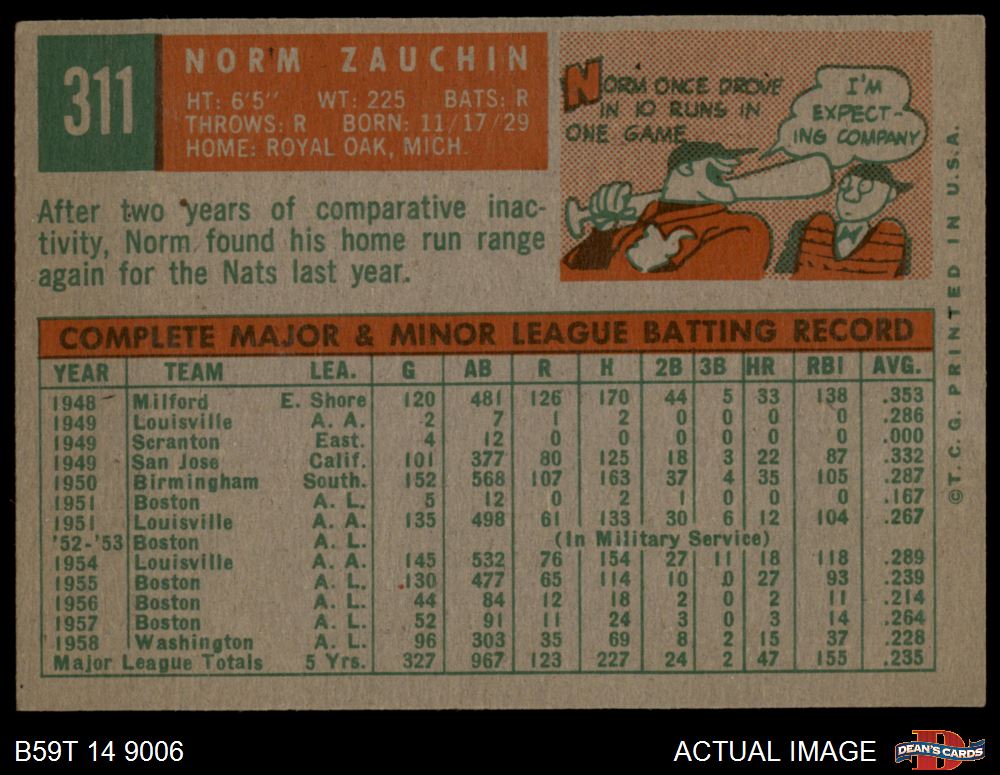 311
NORM ZAUCHIN
HT: 6'5" WT: 225 BATS: R
THROWS: R BORN: 11/17/29
HOME: ROYAL OAK, MICH.
NORM ONCE DROVE
IN 10 RUNS IN
ONE GAME
I'M
EXPECT-
ING COMPANY
After two years of comparative inac-
tivity, Norm found his home run range
again for the Nats last year.
COMPLETE MAJOR & MINOR LEAGUE BATTING RECORD
YEAR TEAM LEA. G AB R H 2B 3B HR RBI AVG.
1948 Milford E. Shore 120 481 126 170 44 5 33 138 .353
1949 Louisville A. A. 2 7 1 2 0 0 0 0 .286
1949 Scranton East. 4 12 0 0 0 0 0 0 .000
1949 San Jose Calif. 101 377 80 125 18 3 22 87 .332
1950 Birmingham South. 152 568 107 163 37 4 35 105 .287
1951 Boston A. L. 5 12 0 2 1 0 0 0 .167
1951 Louisville A. A. 135 498 61 133 30 6 12 104 .267
'52-'53 Boston A. L. (In Military Service)
1954 Louisville A. A. 145 532 76 154 27 11 18 118 .289
1955 Boston A. L. 130 477 65 114 10 0 27 93 .239
1956 Boston A. L. 44 84 12 18 2 0 2 11 .214
1957 Boston A. L. 52 91 11 24 3 0 3 14 .264
1958 Washington A. L. 96 303 35 69 8 2 15 37 .228
Major League Totals 5 Yrs. 327 967 123 227 24 2 47 155 .235
©T.C.G. PRINTED IN U.S.A.
B59T 14 9006
ACTUAL IMAGE
D
DEAN'S CARDS